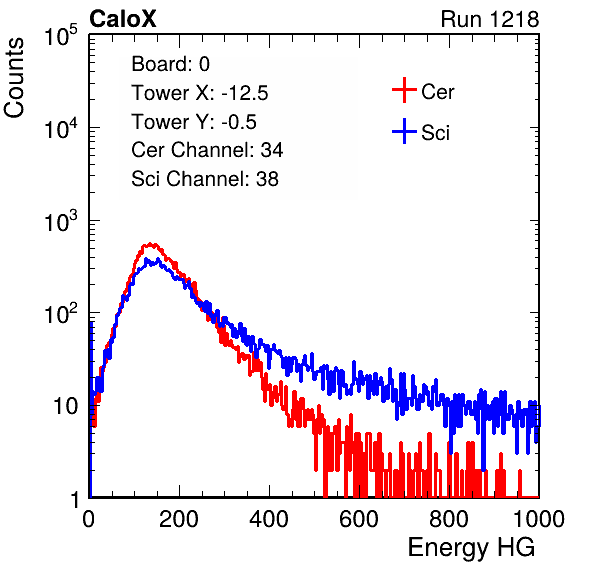 CaloX Run 1218
Counts
10^5
10^4
10^3
10^2
10
1
Board: 0
Tower X: -12.5
Tower Y: -0.5
Cer Channel: 34
Sci Channel: 38
Cer
Sci
0 200 400 600 800 1000
Energy HG